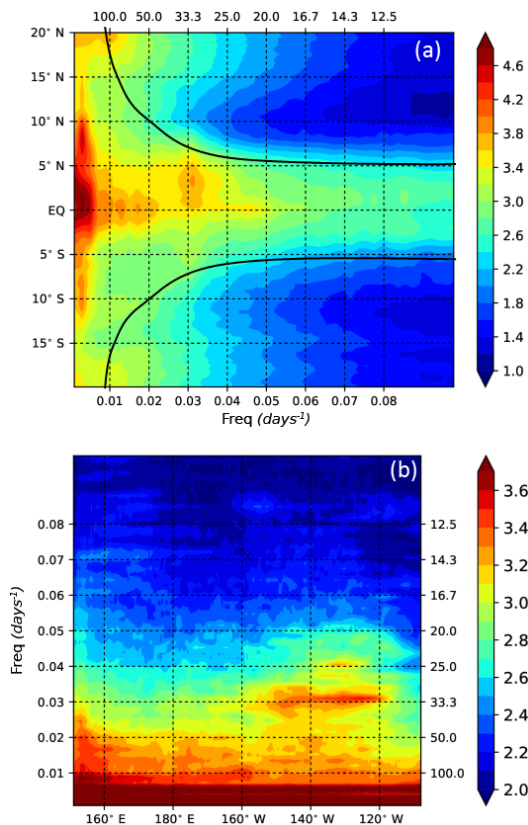 100.0 50.0 33.3 25.0 20.0 16.7 14.3 12.5
(a)
20° N
15° N
10° N
5° N
EQ
5° S
10° S
15° S
0.01 0.02 0.03 0.04 0.05 0.06 0.07 0.08
Freq (days⁻¹)
4.6
4.2
3.8
3.4
3.0
2.6
2.2
1.8
1.4
1.0
(b)
0.08
0.07
0.06
0.05
0.04
0.03
0.02
0.01
Freq (days⁻¹)
12.5
14.3
16.7
20.0
25.0
33.3
50.0
100.0
160° E 180° E 160° W 140° W 120° W
3.6
3.4
3.2
3.0
2.8
2.6
2.4
2.2
2.0